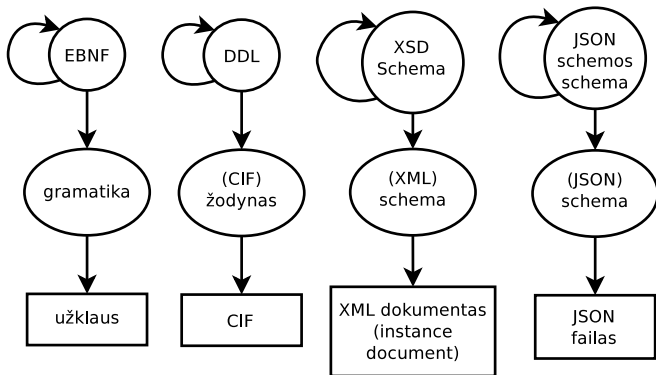 EBNF
DDL
XSD
Schema
JSON
schemos
schema
gramatika
(CIF)
žodynas
(XML)
schema
(JSON)
schema
užklaus
CIF
XML dokumentas
(instance
document)
JSON
failas